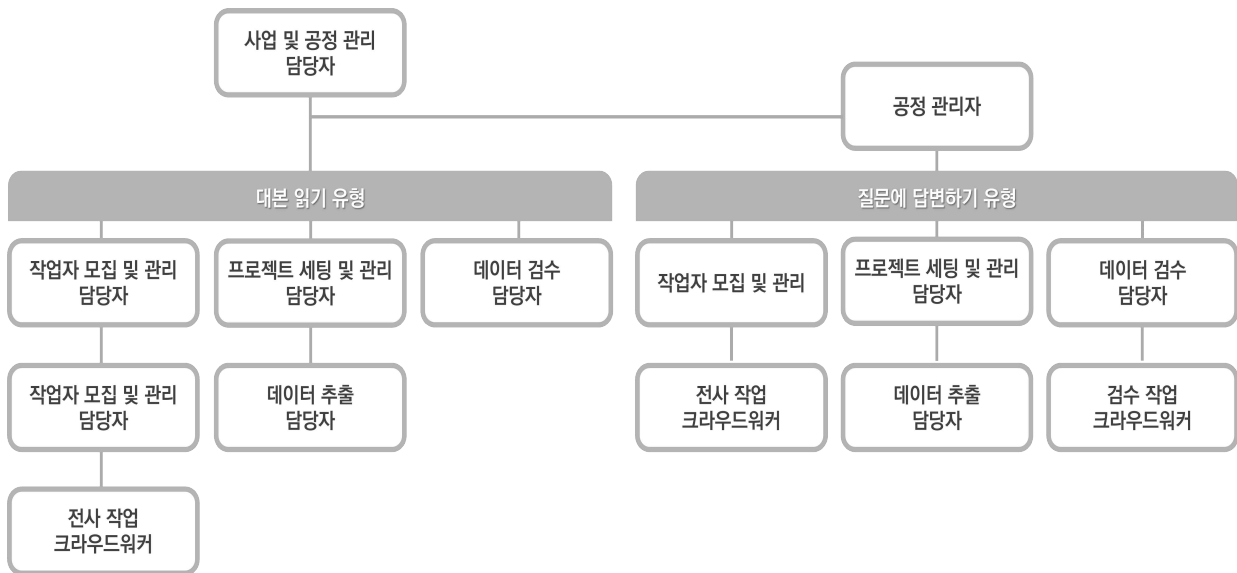 사업 및 공정 관리
담당자
공정 관리자
대본 읽기 유형
질문에 답변하기 유형
작업자 모집 및 관리
담당자
프로젝트 세팅 및 관리
담당자
데이터 검수
담당자
작업자 모집 및 관리
프로젝트 세팅 및 관리
담당자
데이터 검수
담당자
작업자 모집 및 관리
담당자
데이터 추출
담당자
전사 작업
크라우드워커
데이터 추출
담당자
검수 작업
크라우드워커
전사 작업
크라우드워커